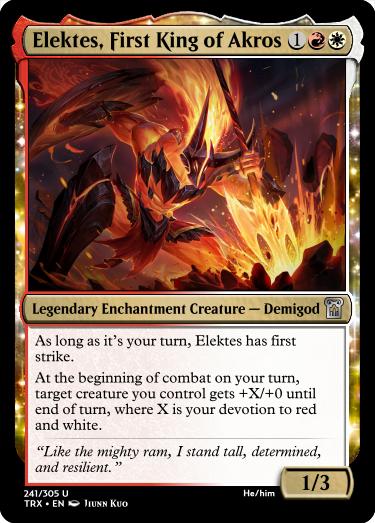 Elektes, First King of Akros 1
Legendary Enchantment Creature — Demigod
As long as it's your turn, Elektes has first
strike.
At the beginning of combat on your turn,
target creature you control gets +X/+0 until
end of turn, where X is your devotion to red
and white.
"Like the mighty ram, I stand tall, determined,
and resilient."
1/3
241/305 U He/him
TRX • EN Jiunn Kuo